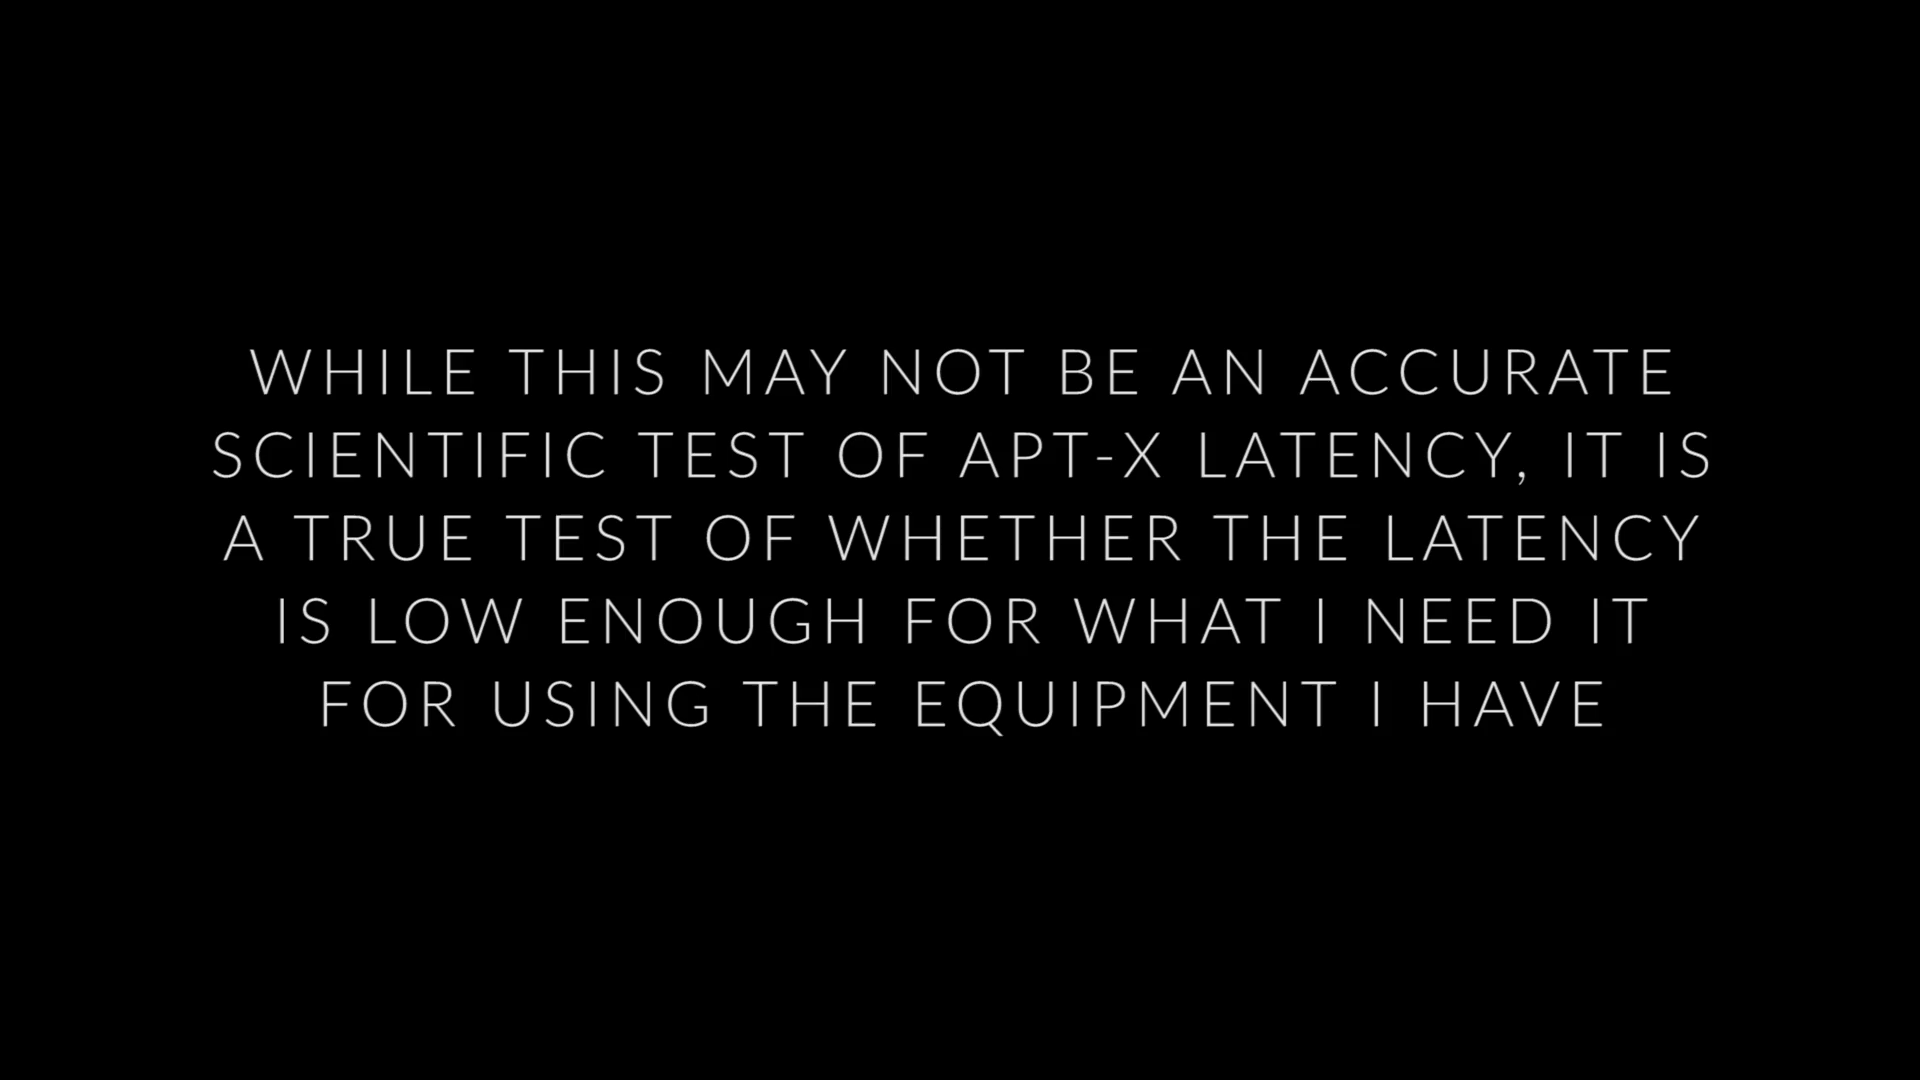 WHILE THIS MAY NOT BE AN ACCURATE
SCIENTIFIC TEST OF APT-X LATENCY, IT IS
A TRUE TEST OF WHETHER THE LATENCY
IS LOW ENOUGH FOR WHAT I NEED IT
FOR USING THE EQUIPMENT I HAVE